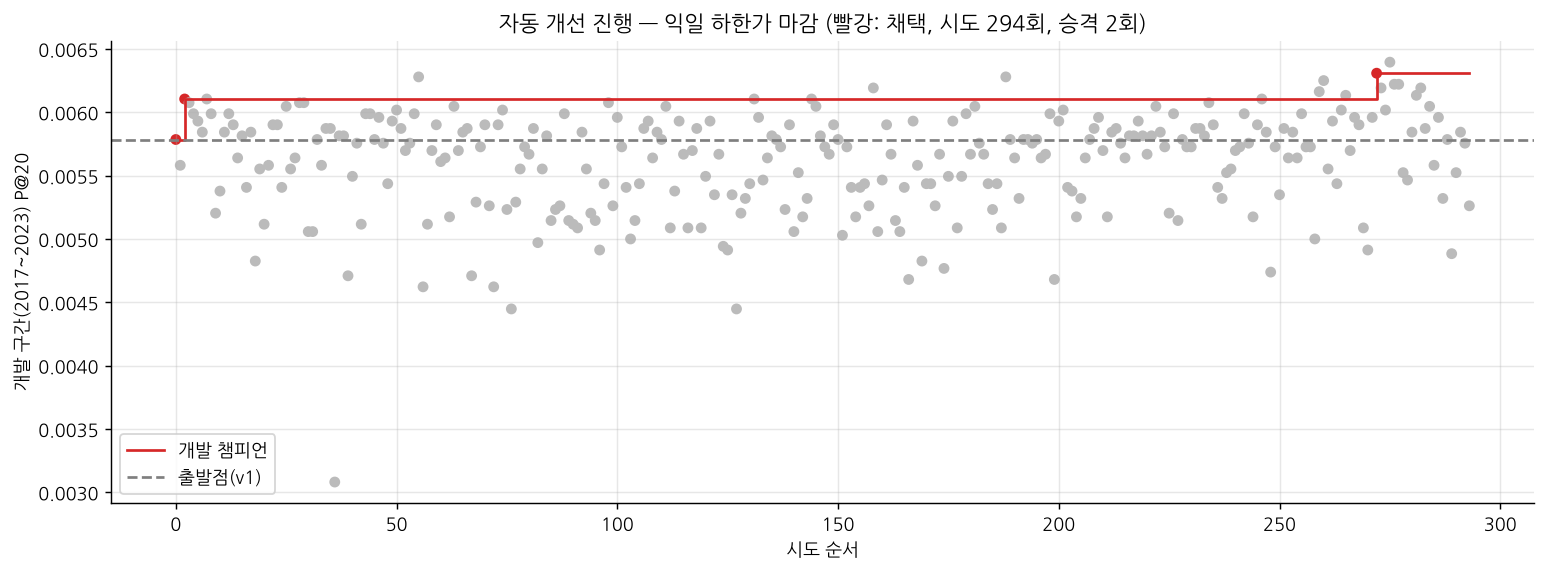 자동 개선 진행 — 익일 하한가 마감 (빨강: 채택, 시도 294회, 승격 2회)
개발 구간(2017~2023) P@20
0.0065
0.0060
0.0055
0.0050
0.0045
0.0040
0.0035
0.0030
개발 챔피언
출발점(v1)
0 50 100 150 200 250 300
시도 순서